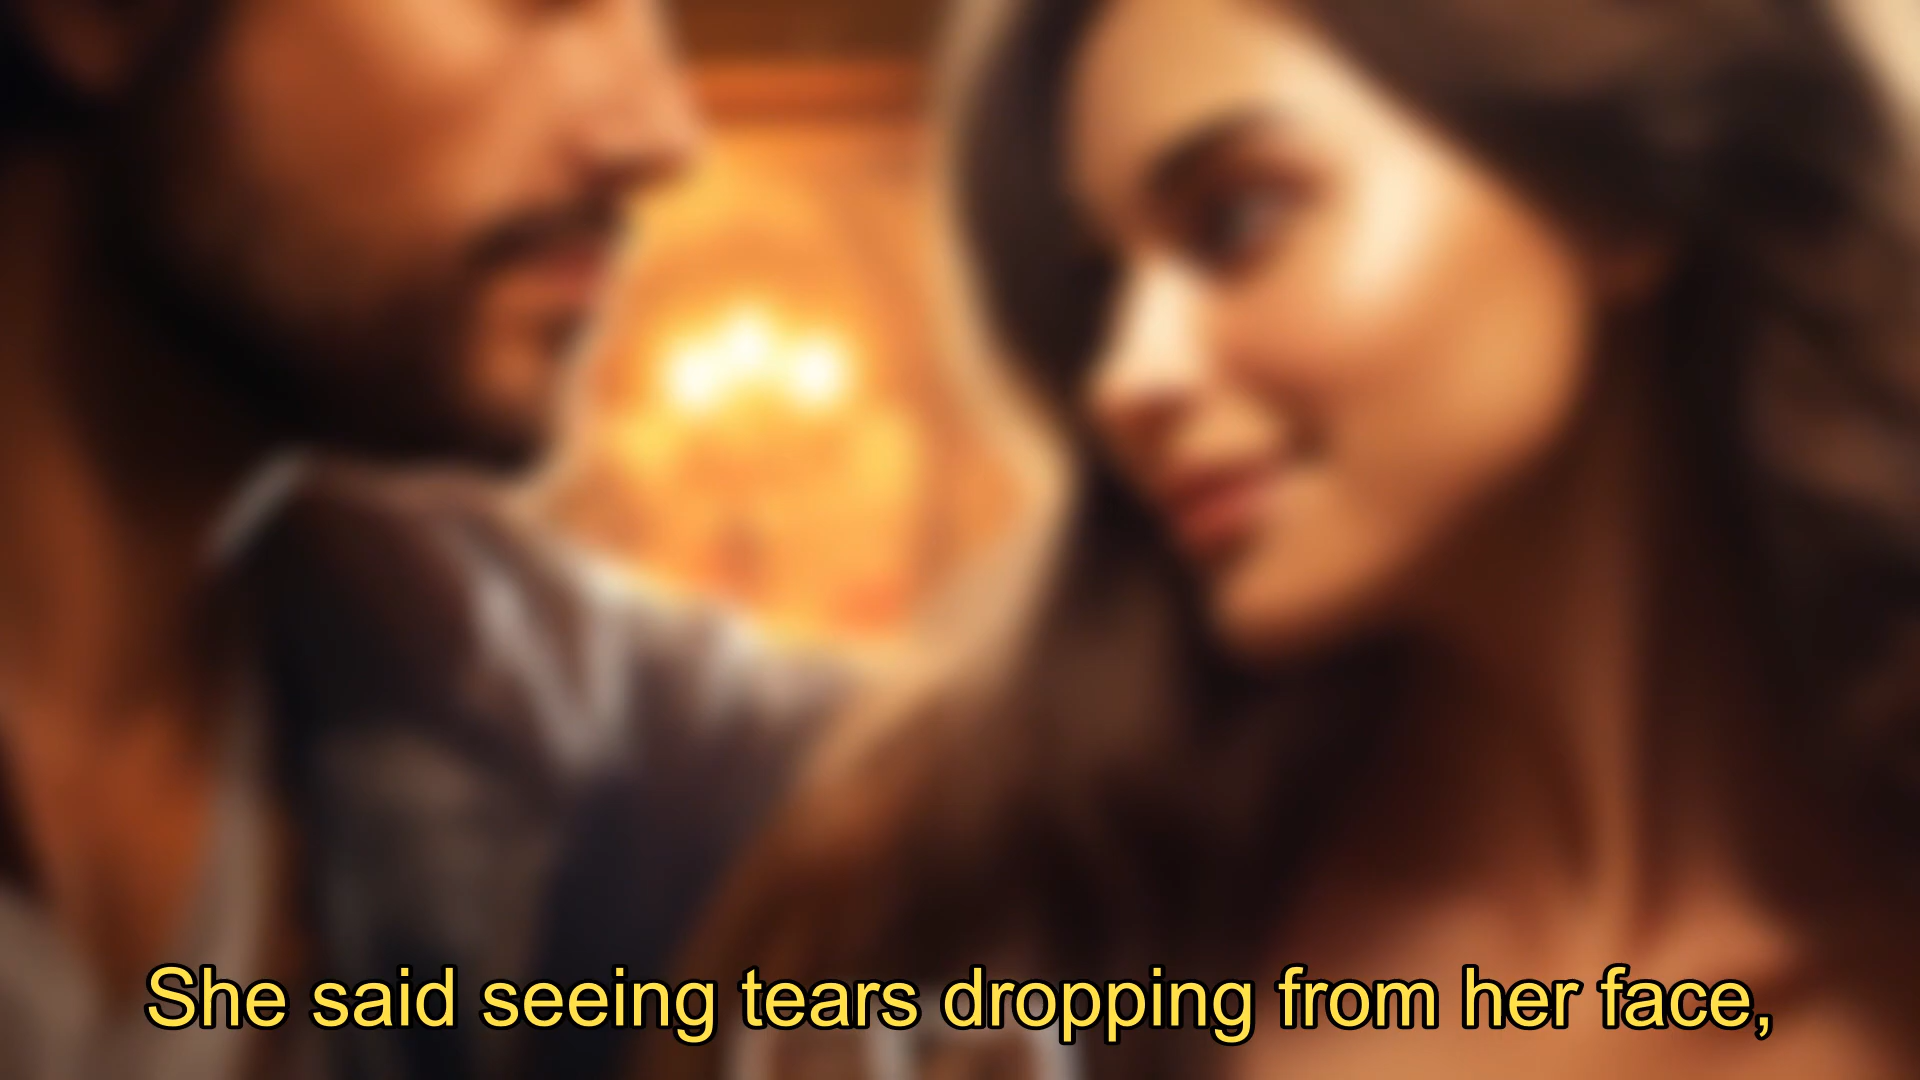 She said seeing tears dropping from her face,